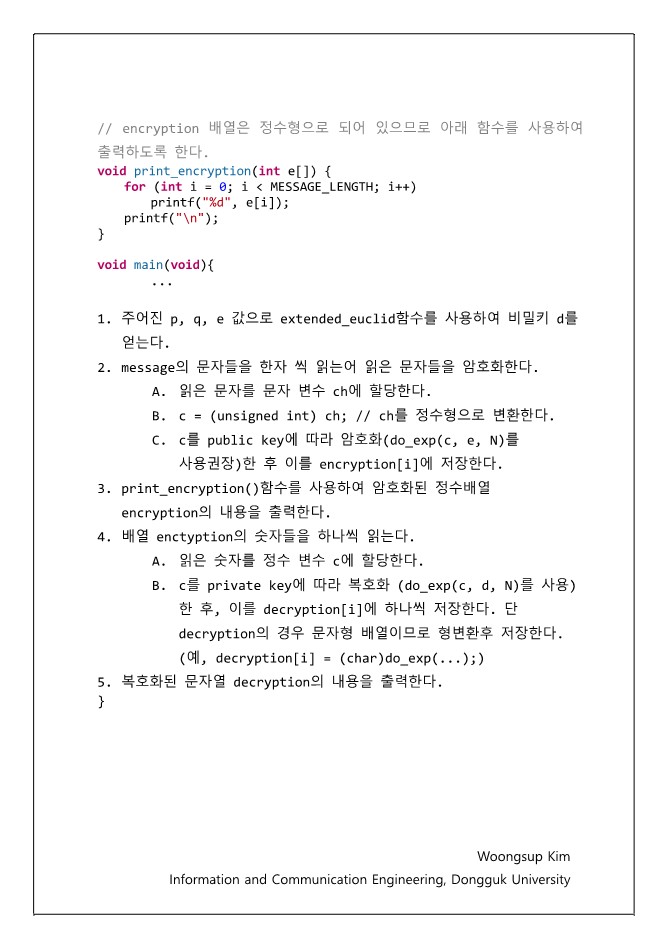 // encryption 배열은 정수형으로 되어 있으므로 아래 함수를 사용하여
출력하도록 한다.
void print_encryption(int e[]) {
for (int i = 0; i < MESSAGE_LENGTH; i++)
printf("%d", e[i]);
printf("\n");
}
void main(void){
...
1. 주어진 p, q, e 값으로 extended_euclid함수를 사용하여 비밀키 d를
얻는다.
2. message의 문자들을 한자 씩 읽는어 읽은 문자들을 암호화한다.
A. 읽은 문자를 문자 변수 ch에 할당한다.
B. c = (unsigned int) ch; // ch를 정수형으로 변환한다.
C. c를 public key에 따라 암호화(do_exp(c, e, N)를
사용권장)한 후 이를 encryption[i]에 저장한다.
3. print_encryption()함수를 사용하여 암호화된 정수배열
encryption의 내용을 출력한다.
4. 배열 enctyption의 숫자들을 하나씩 읽는다.
A. 읽은 숫자를 정수 변수 c에 할당한다.
B. c를 private key에 따라 복호화 (do_exp(c, d, N)를 사용)
한 후, 이를 decryption[i]에 하나씩 저장한다. 단
decryption의 경우 문자형 배열이므로 형변환후 저장한다.
(예, decryption[i] = (char)do_exp(...);)
5. 복호화된 문자열 decryption의 내용을 출력한다.
}
Woongsup Kim
Information and Communication Engineering, Dongguk University